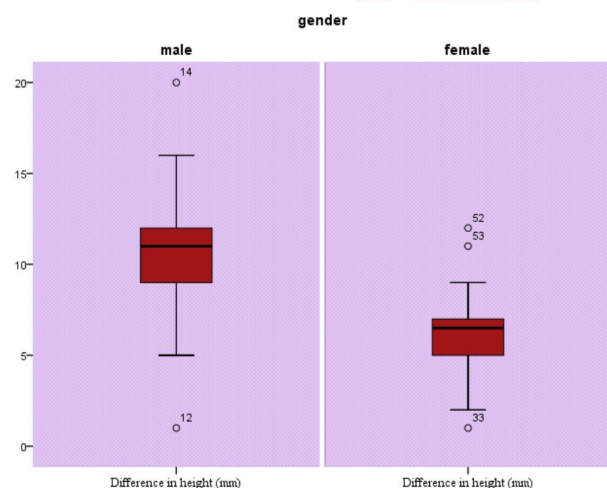 gender
male
female
20
15
10
5
0
14
12
52
53
33
Difference in height (mm)
Difference in height (mm)